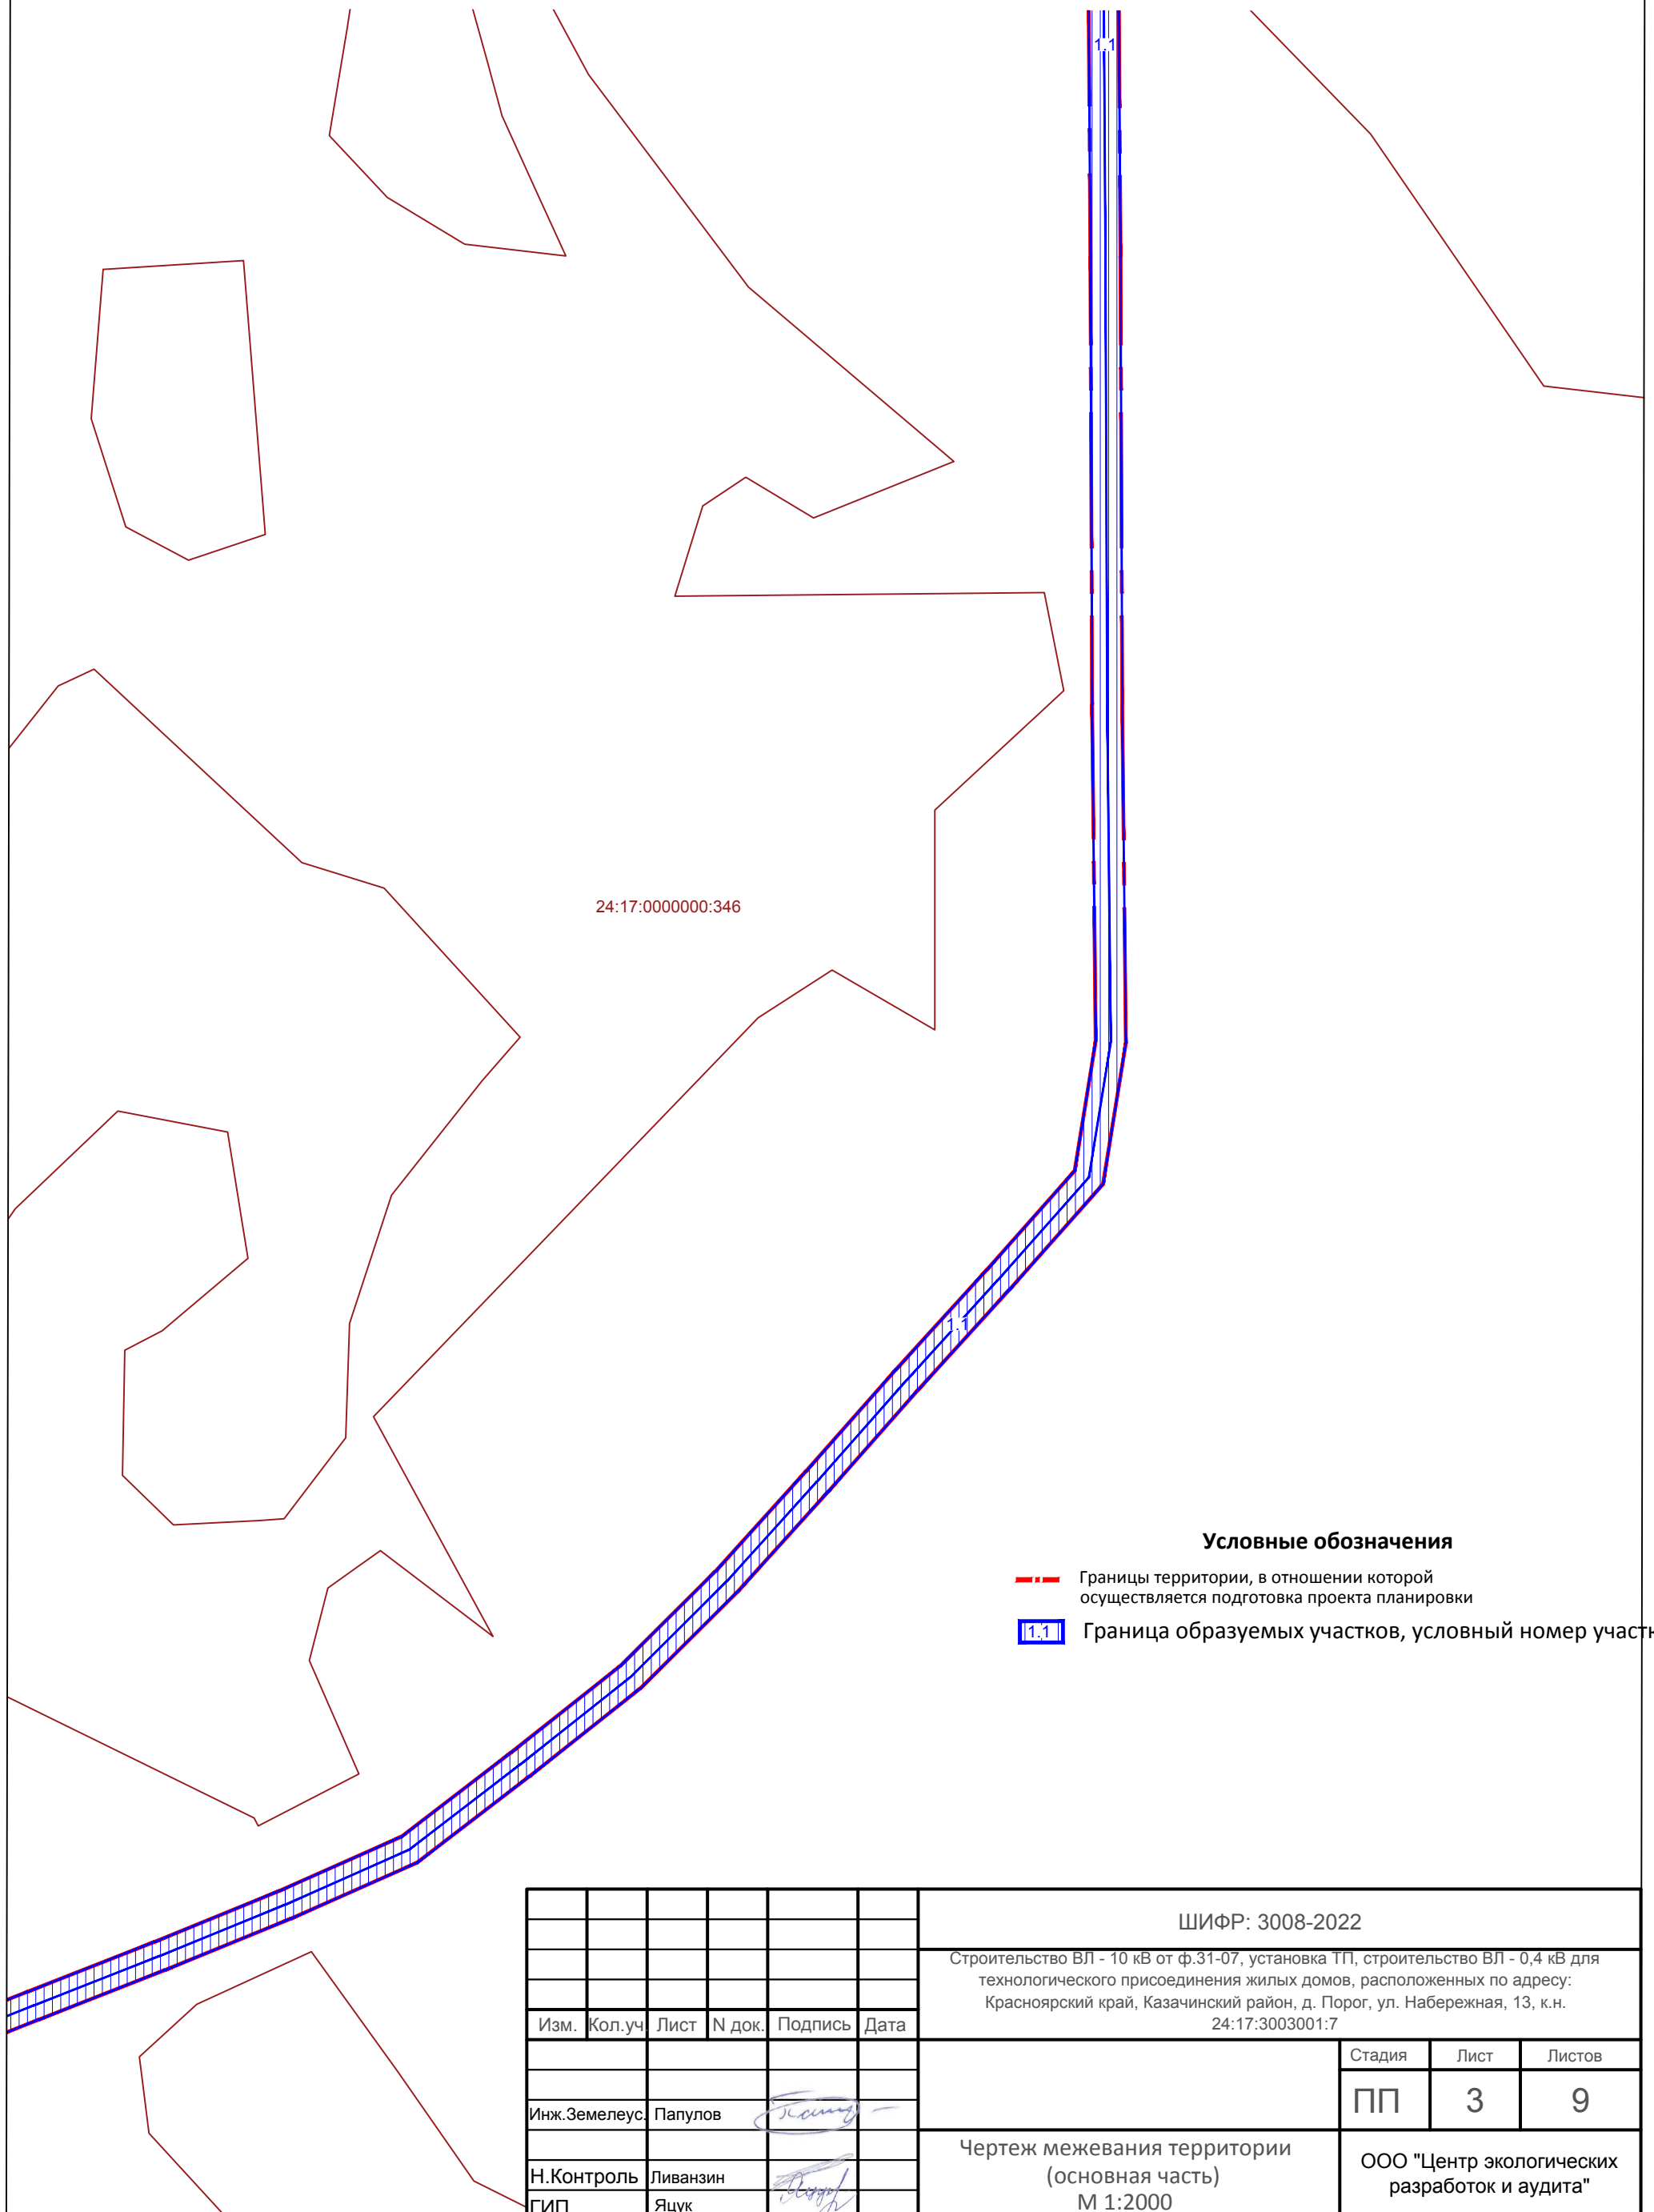 1.1
24:17:0000000:346
1.1
Условные обозначения
Границы территории, в отношении которой
осуществляется подготовка проекта планировки
1.1 Граница образуемых участков, условный номер участк
ШИФР: 3008-2022
Строительство ВЛ - 10 кВ от ф.31-07, установка ТП, строительство ВЛ - 0,4 кВ для
технологического присоединения жилых домов, расположенных по адресу:
Красноярский край, Казачинский район, д. Порог, ул. Набережная, 13, к.н.
24:17:3003001:7
Изм. Кол.уч Лист N док. Подпись Дата
Стадия Лист Листов
ПП 3 9
Инж.Земелеус. Папулов
Чертеж межевания территории
(основная часть)
М 1:2000
ООО "Центр экологических
разработок и аудита"
Н.Контроль Ливанзин
ГИП Яцук